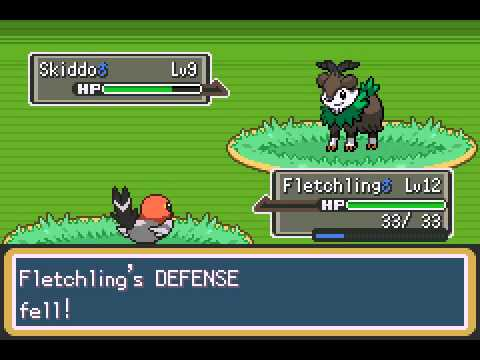 Skiddo♂ Lv9
HP
Fletchling♂ Lv12
HP
33/ 33
Fletchling's DEFENSE
fell!